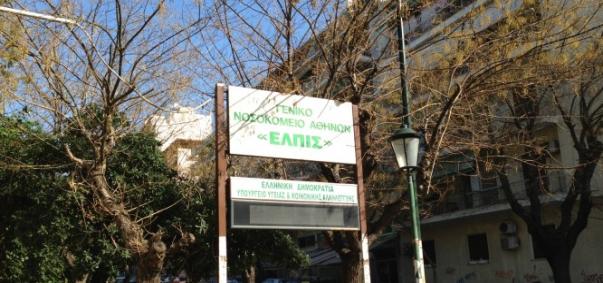 ΓΕΝΙΚΟ
ΝΟΣΟΚΟΜΕΙΟ ΑΘΗΝΩΝ
«ΕΛΠΙΣ»
ΕΛΛΗΝΙΚΗ ΔΗΜΟΚΡΑΤΙΑ
ΥΠΟΥΡΓΕΙΟ ΥΓΕΙΑΣ & ΚΟΙΝΩΝΙΚΗΣ ΑΛΛΗΛΕΓΓΥΗΣ